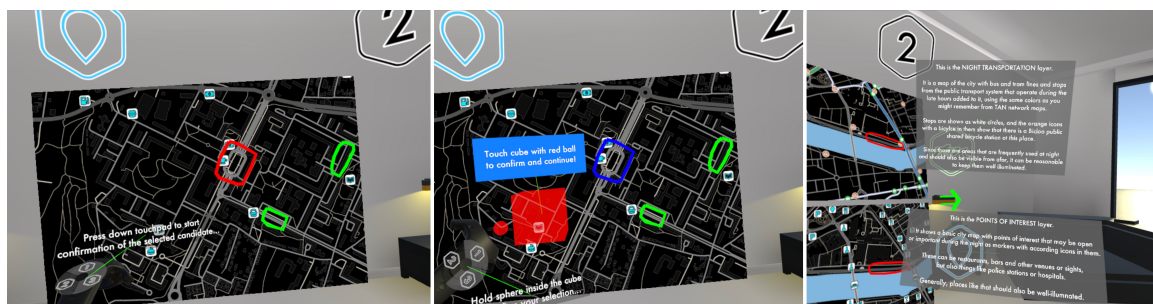 2
Press down touchpad to start
confirmation of the selected candidate...
2
Touch cube with red ball
to confirm and continue!
Hold sphere inside the cube
your selection...
2
This is the NIGHT TRANSPORTATION layer.
It is a map of the city with bus and tram lines and stops
from the public transport system that operate during the
late hours added to it, using the same colors as you
might remember from TAN network maps.
Stops are shown as white circles, and the orange icons
with a bicycle in them show that there is a Bicloo public
shared bicycle station at this place.
Since those are areas that are frequently used at night
and should also be visible from afar, it can be reasonable
to keep them well illuminated.
This is the POINTS OF INTEREST layer.
It shows a basic city map with points of interest that may be open
or important during the night as markers with according icons in them.
These can be restaurants, bars and other venues or sights,
but also things like police stations or hospitals.
Generally, places like that should also be well-illuminated.